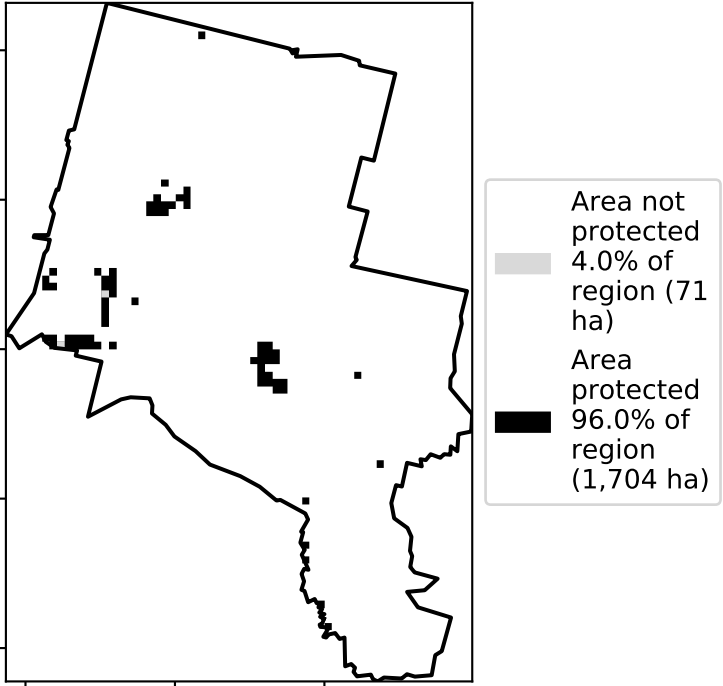 Area not
protected
4.0% of
region (71
ha)
Area
protected
96.0% of
region
(1,704 ha)